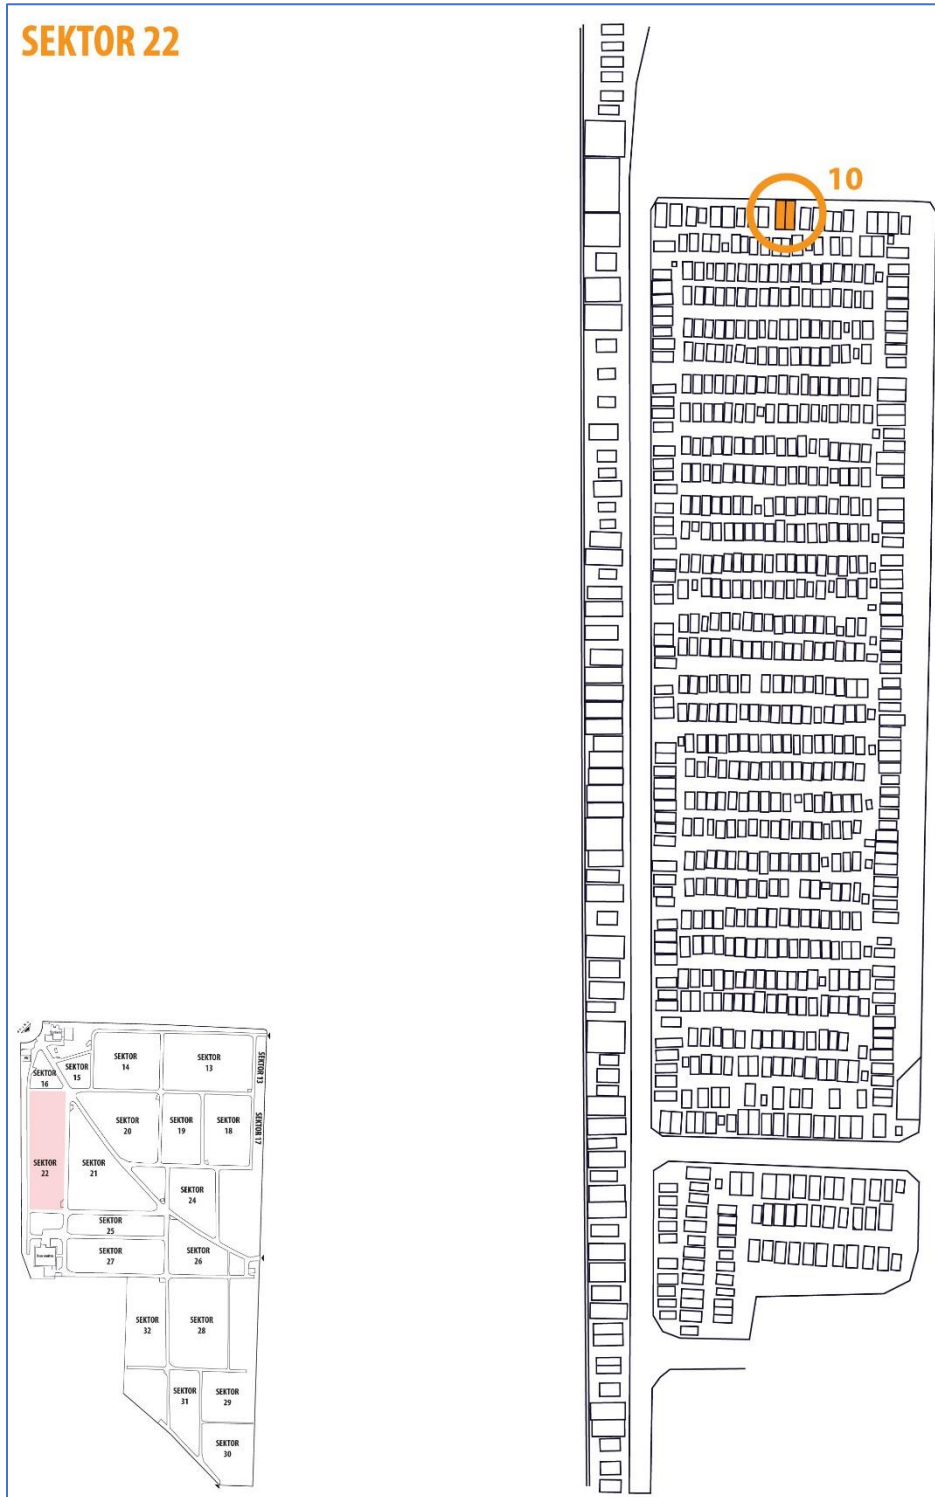 SEKTOR 22
10
SEKTOR
14
SEKTOR
13
SEKTOR 13
SEKTOR
15
SEKTOR
16
SEKTOR
20
SEKTOR
19
SEKTOR
18
SEKTOR 17
SEKTOR
22
SEKTOR
21
SEKTOR
24
SEKTOR
25
SEKTOR
27
SEKTOR
26
SEKTOR
32
SEKTOR
28
SEKTOR
31
SEKTOR
29
SEKTOR
30